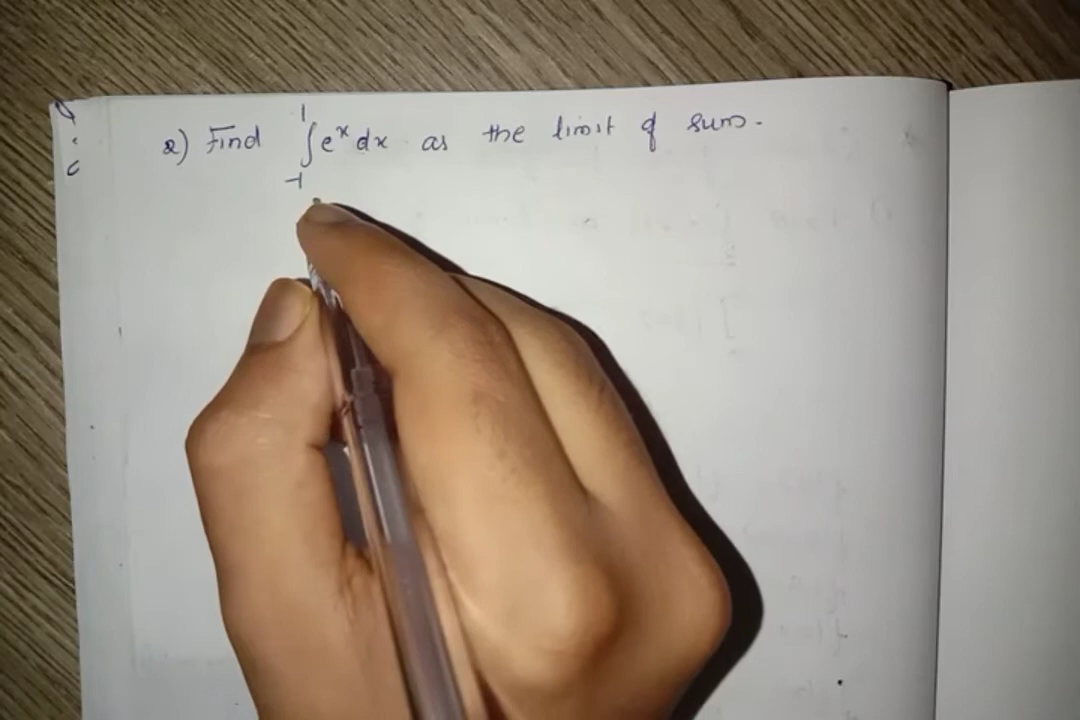 2) Find ∫₋₁¹ eˣ dx as the limit of sum.